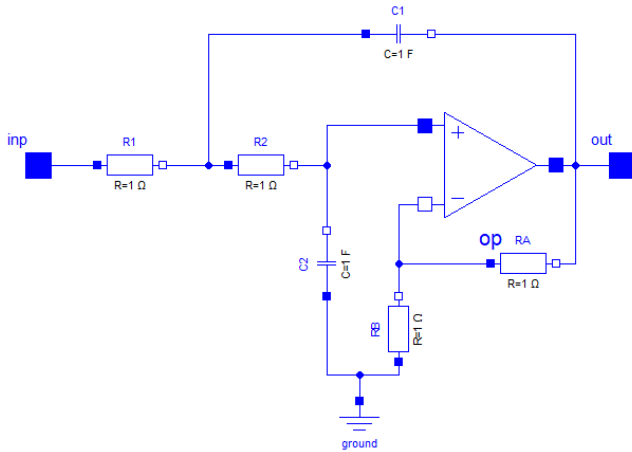 C1
C=1 F
inp
R1
R=1 Ω
R2
R=1 Ω
+
−
out
op
RA
R=1 Ω
C2
C=1 F
RB
R=1 Ω
ground